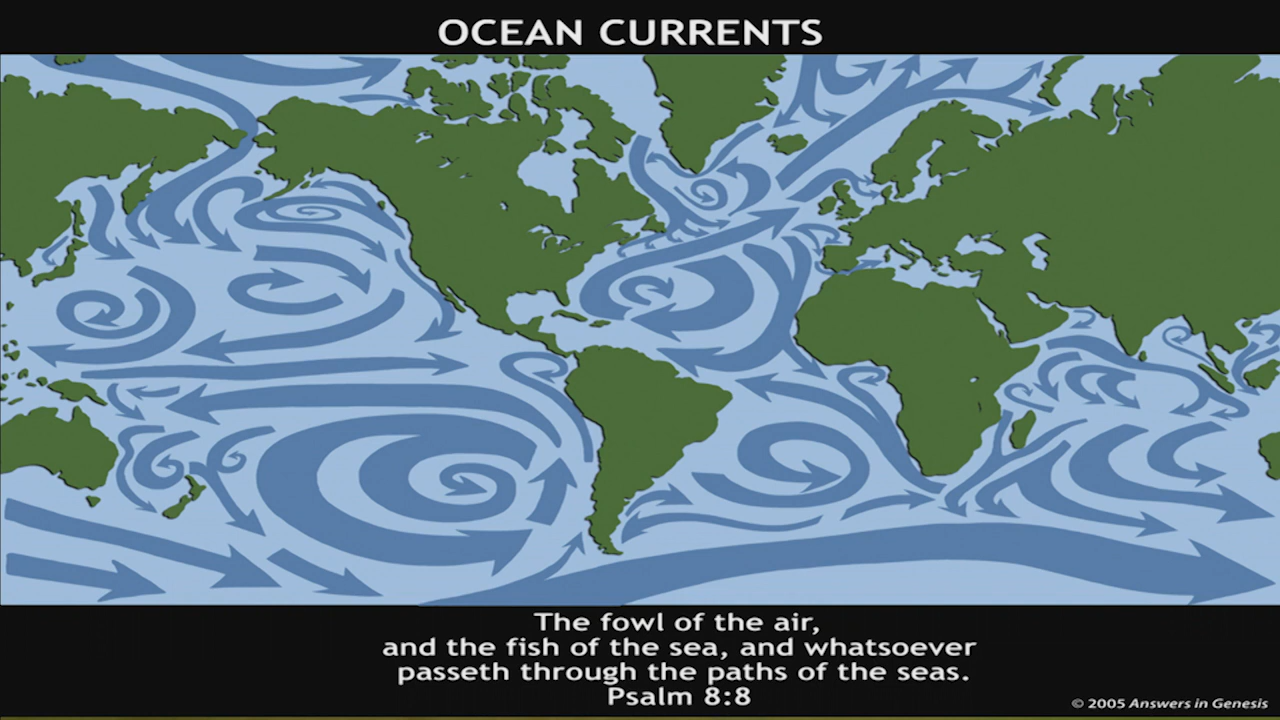 OCEAN CURRENTS
The fowl of the air,
and the fish of the sea, and whatsoever
passeth through the paths of the seas.
Psalm 8:8
© 2005 Answers in Genesis